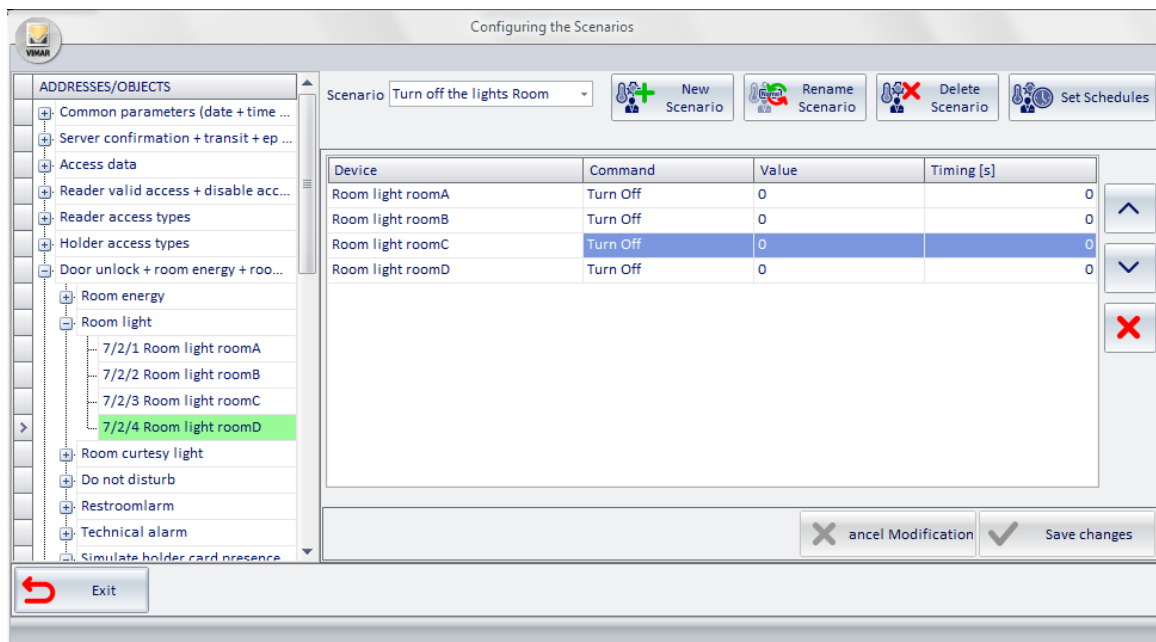 Configuring the Scenarios
VIMAR
ADDRESSES/OBJECTS
Common parameters (date + time ...
Server confirmation + transit + ep ...
Access data
Reader valid access + disable acc...
Reader access types
Holder access types
Door unlock + room energy + roo...
Room energy
Room light
7/2/1 Room light roomA
7/2/2 Room light roomB
7/2/3 Room light roomC
7/2/4 Room light roomD
Room curtesy light
Do not disturb
Restroomlarm
Technical alarm
Simulate holder card presence
Scenario Turn off the lights Room
New Scenario
Rename Scenario
Delete Scenario
Set Schedules
Device Command Value Timing [s]
Room light roomA Turn Off 0 0
Room light roomB Turn Off 0 0
Room light roomC Turn Off 0 0
Room light roomD Turn Off 0 0
ancel Modification
Save changes
Exit